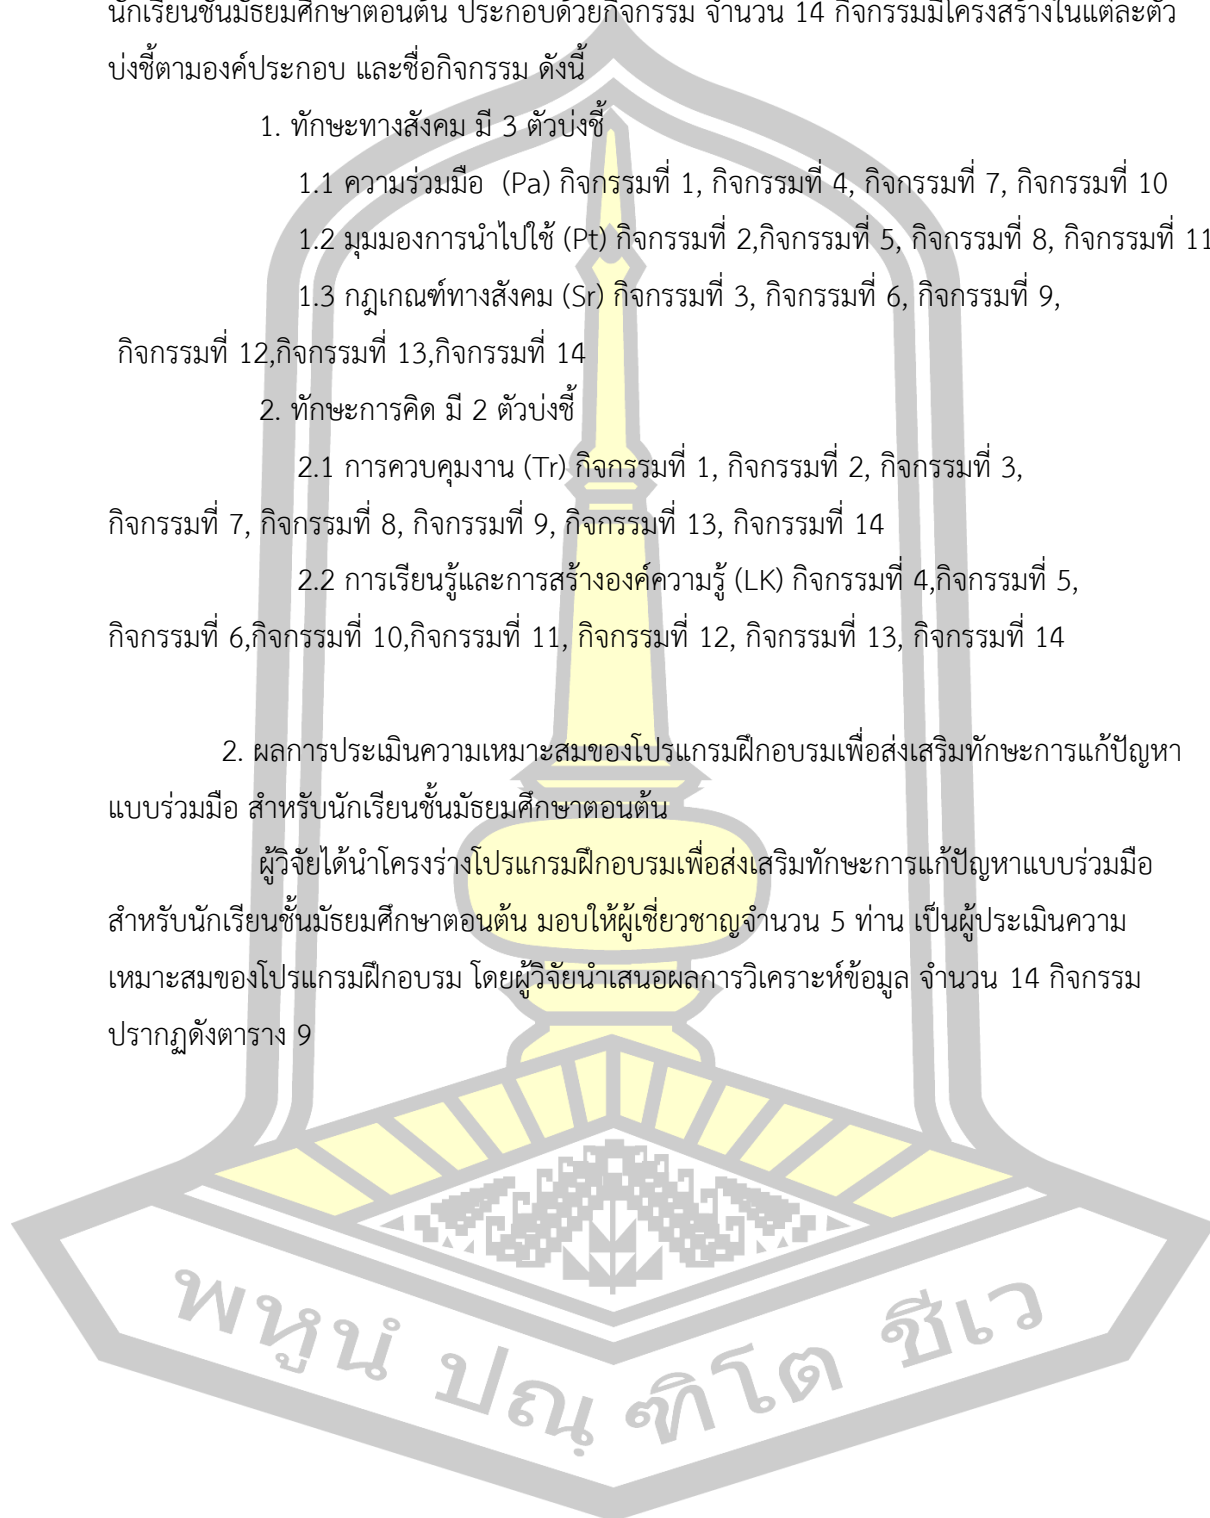 นักเรียนชั้นมัธยมศึกษาตอนต้น ประกอบด้วยกิจกรรม จำนวน 14 กิจกรรมมีโครงสร้างในแต่ละตัว
บ่งชี้ตามองค์ประกอบ และชื่อกิจกรรม ดังนี้
1. ทักษะทางสังคม มี 3 ตัวบ่งชี้
1.1 ความร่วมมือ  (Pa) กิจกรรมที่ 1, กิจกรรมที่ 4, กิจกรรมที่ 7, กิจกรรมที่ 10
1.2 มุมมองการนำไปใช้ (Pt) กิจกรรมที่ 2,กิจกรรมที่ 5, กิจกรรมที่ 8, กิจกรรมที่ 11
1.3 กฎเกณฑ์ทางสังคม (Sr) กิจกรรมที่ 3, กิจกรรมที่ 6, กิจกรรมที่ 9,
กิจกรรมที่ 12,กิจกรรมที่ 13,กิจกรรมที่ 14
2. ทักษะการคิด มี 2 ตัวบ่งชี้
2.1 การควบคุมงาน (Tr) กิจกรรมที่ 1, กิจกรรมที่ 2, กิจกรรมที่ 3,
กิจกรรมที่ 7, กิจกรรมที่ 8, กิจกรรมที่ 9, กิจกรรมที่ 13, กิจกรรมที่ 14
2.2 การเรียนรู้และการสร้างองค์ความรู้ (LK) กิจกรรมที่ 4,กิจกรรมที่ 5,
กิจกรรมที่ 6,กิจกรรมที่ 10,กิจกรรมที่ 11, กิจกรรมที่ 12, กิจกรรมที่ 13, กิจกรรมที่ 14
2. ผลการประเมินความเหมาะสมของโปรแกรมฝึกอบรมเพื่อส่งเสริมทักษะการแก้ปัญหา
แบบร่วมมือ สำหรับนักเรียนชั้นมัธยมศึกษาตอนต้น
ผู้วิจัยได้นำโครงร่างโปรแกรมฝึกอบรมเพื่อส่งเสริมทักษะการแก้ปัญหาแบบร่วมมือ
สำหรับนักเรียนชั้นมัธยมศึกษาตอนต้น มอบให้ผู้เชี่ยวชาญจำนวน 5 ท่าน เป็นผู้ประเมินความ
เหมาะสมของโปรแกรมฝึกอบรม โดยผู้วิจัยนำเสนอผลการวิเคราะห์ข้อมูล จำนวน 14 กิจกรรม
ปรากฏดังตาราง 9
พหูนํ ปณฺ ฑิโต ชีเว